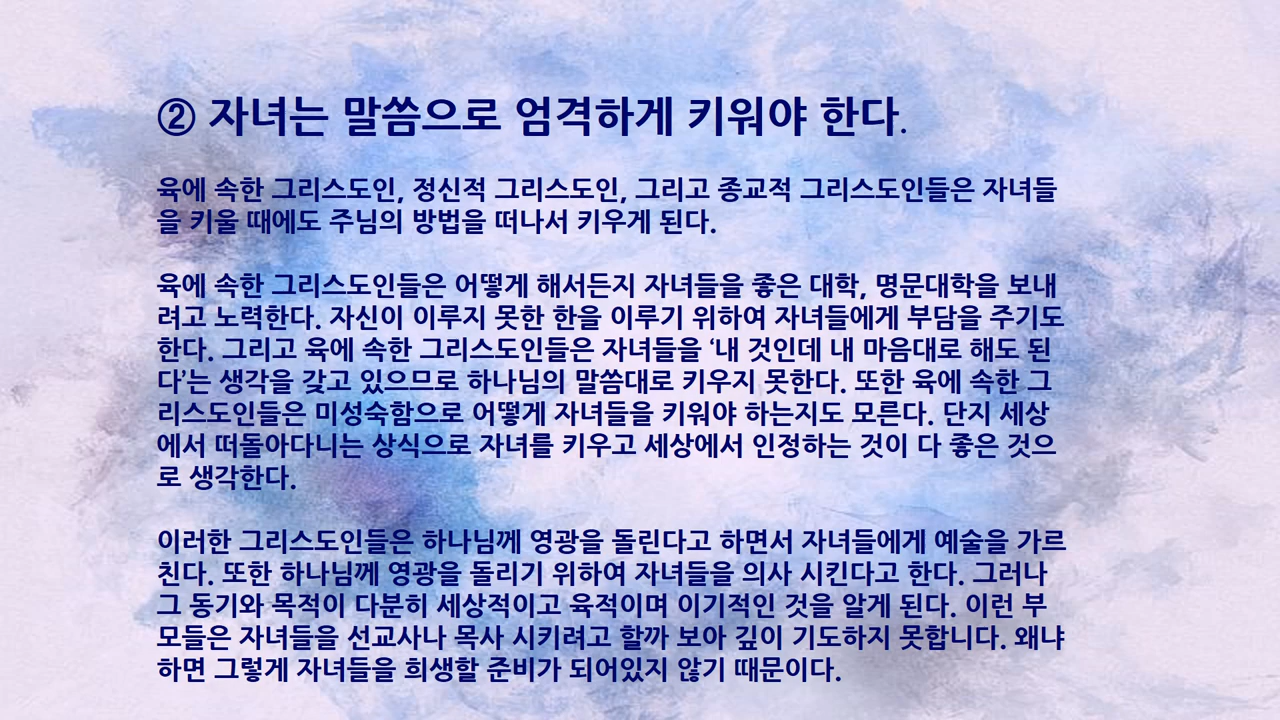 ② 자녀는 말씀으로 엄격하게 키워야 한다.
육에 속한 그리스도인, 정신적 그리스도인, 그리고 종교적 그리스도인들은 자녀들
을 키울 때에도 주님의 방법을 떠나서 키우게 된다.
육에 속한 그리스도인들은 어떻게 해서든지 자녀들을 좋은 대학, 명문대학을 보내
려고 노력한다. 자신이 이루지 못한 한을 이루기 위하여 자녀들에게 부담을 주기도
한다. 그리고 육에 속한 그리스도인들은 자녀들을 ‘내 것인데 내 마음대로 해도 된
다’는 생각을 갖고 있으므로 하나님의 말씀대로 키우지 못한다. 또한 육에 속한 그
리스도인들은 미성숙함으로 어떻게 자녀들을 키워야 하는지도 모른다. 단지 세상
에서 떠돌아다니는 상식으로 자녀를 키우고 세상에서 인정하는 것이 다 좋은 것으
로 생각한다.
이러한 그리스도인들은 하나님께 영광을 돌린다고 하면서 자녀들에게 예술을 가르
친다. 또한 하나님께 영광을 돌리기 위하여 자녀들을 의사 시킨다고 한다. 그러나
그 동기와 목적이 다분히 세상적이고 육적이며 이기적인 것을 알게 된다. 이런 부
모들은 자녀들을 선교사나 목사 시키려고 할까 보아 깊이 기도하지 못합니다. 왜냐
하면 그렇게 자녀들을 희생할 준비가 되어있지 않기 때문이다.